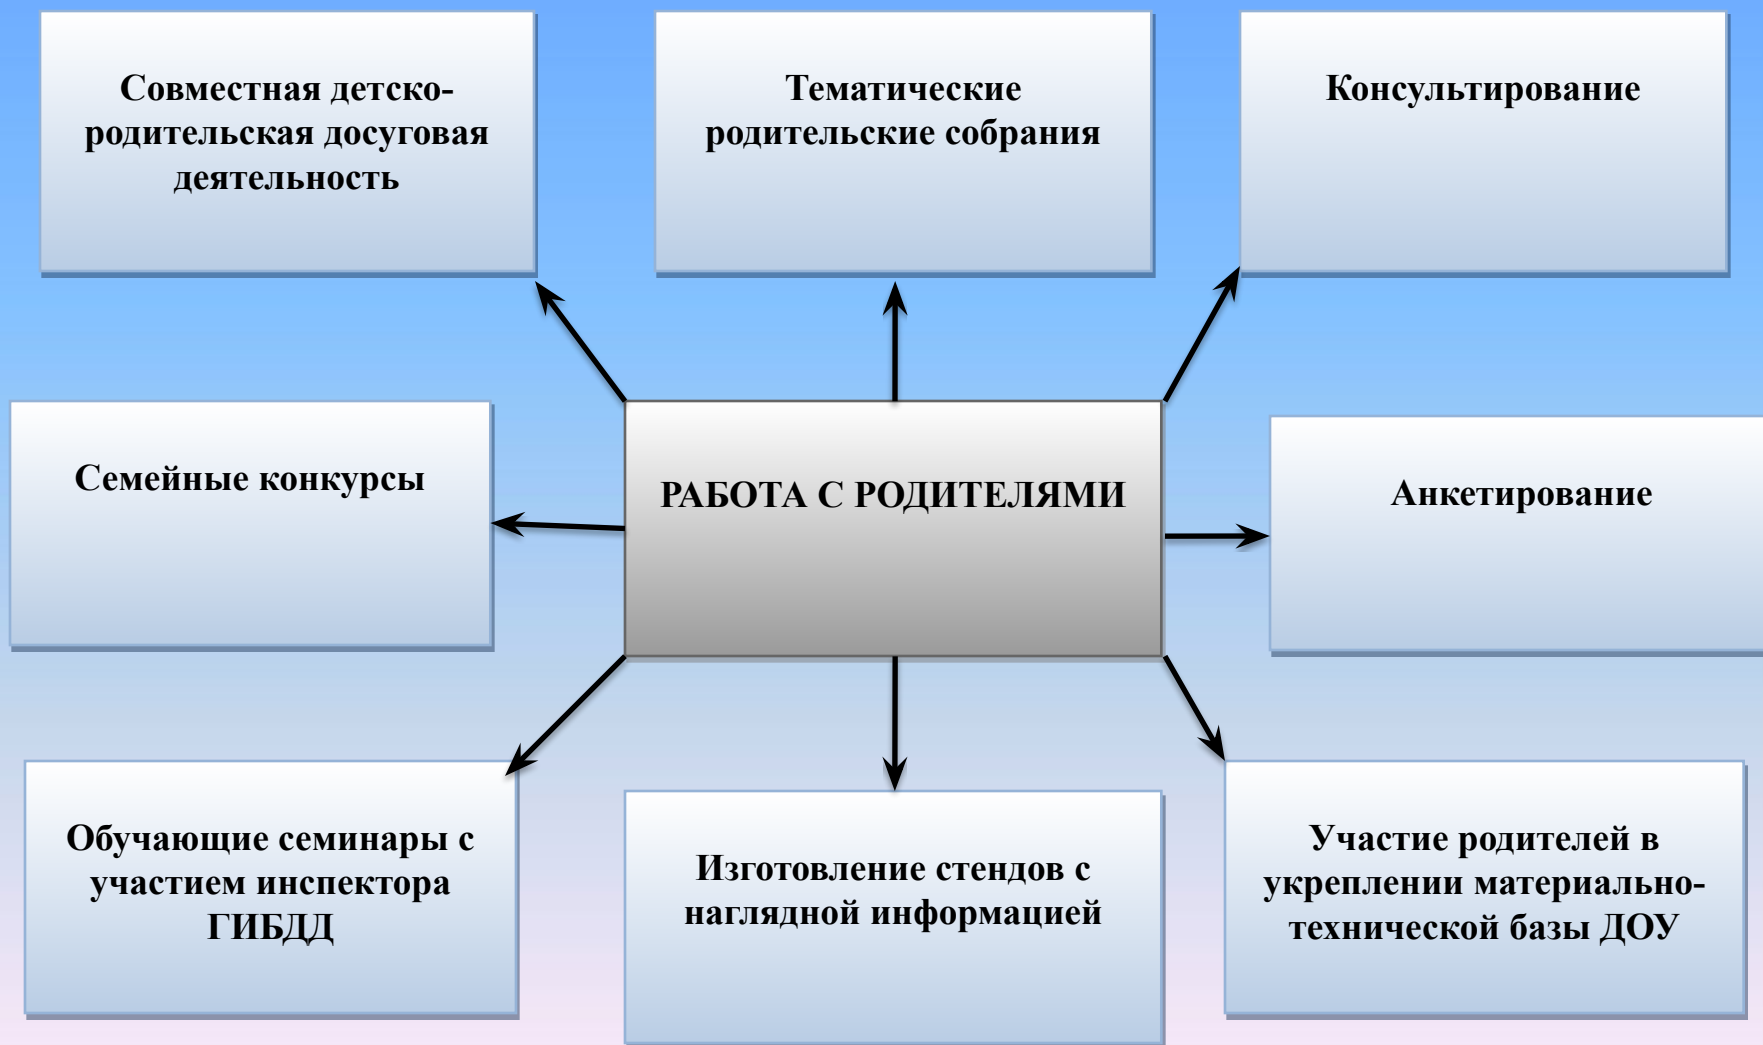 Совместная детско-
родительская досуговая
деятельность
Тематические
родительские собрания
Консультирование
Семейные конкурсы
РАБОТА С РОДИТЕЛЯМИ
Анкетирование
Обучающие семинары с
участием инспектора
ГИБДД
Изготовление стендов с
наглядной информацией
Участие родителей в
укреплении материально-
технической базы ДОУ